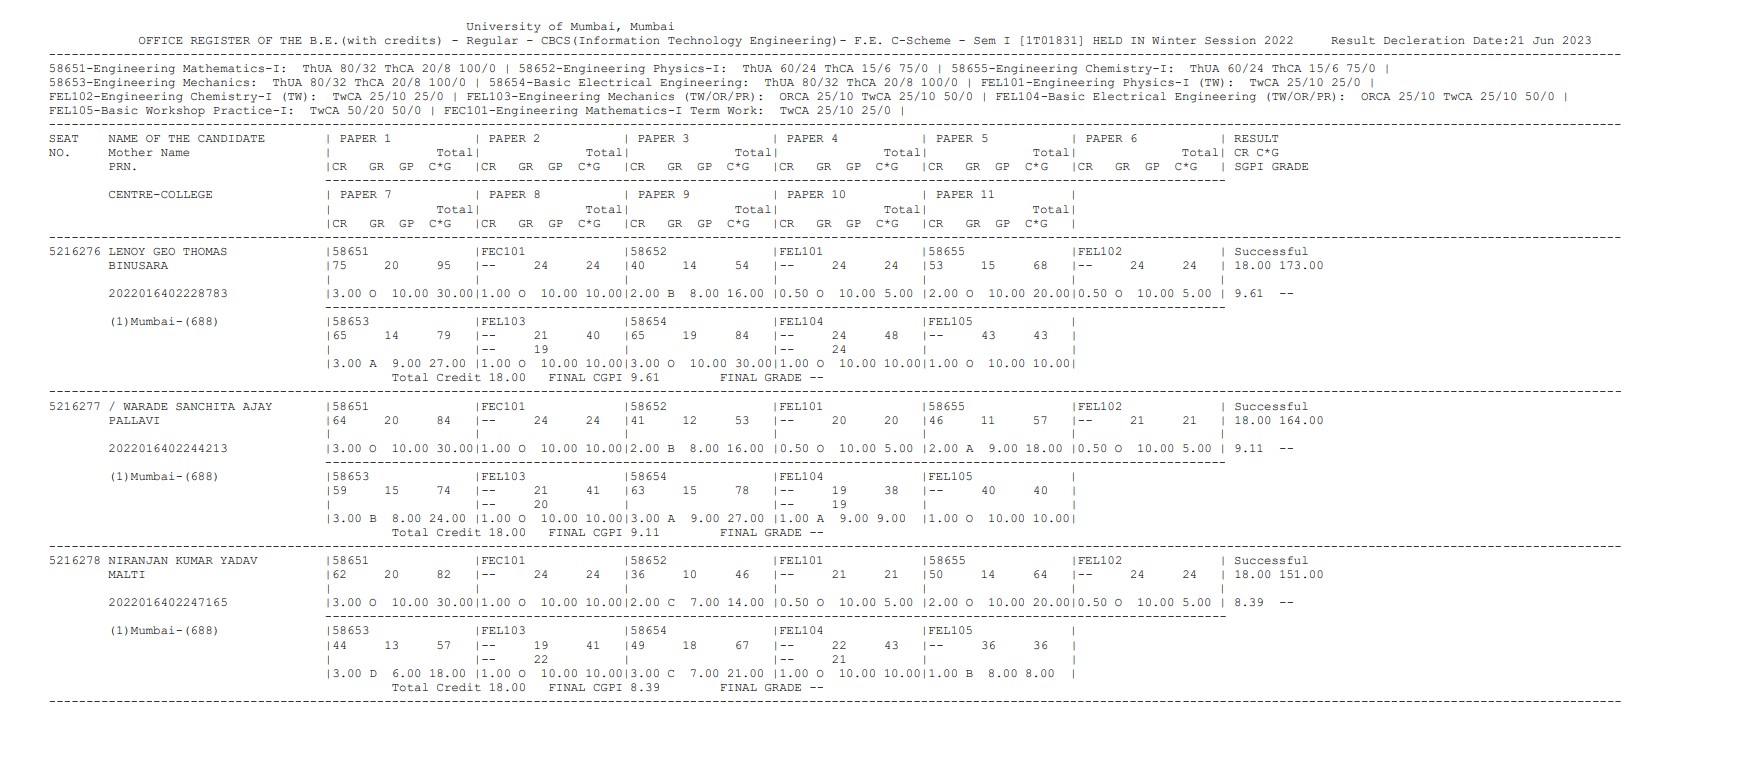 University of Mumbai, Mumbai
OFFICE REGISTER OF THE B.E.(with credits) - Regular - CBCS(Information Technology Engineering)- F.E. C-Scheme - Sem I [1T01831] HELD IN Winter Session 2022 Result Decleration Date:21 Jun 2023
58651-Engineering Mathematics-I: ThUA 80/32 ThCA 20/8 100/0 | 58652-Engineering Physics-I: ThUA 60/24 ThCA 15/6 75/0 | 58655-Engineering Chemistry-I: ThUA 60/24 ThCA 15/6 75/0 |
58653-Engineering Mechanics: ThUA 80/32 ThCA 20/8 100/0 | 58654-Basic Electrical Engineering: ThUA 80/32 ThCA 20/8 100/0 | FEL101-Engineering Physics-I (TW): TwCA 25/10 25/0 |
FEL102-Engineering Chemistry-I (TW): TwCA 25/10 25/0 | FEL103-Engineering Mechanics (TW/OR/PR): ORCA 25/10 TwCA 25/10 50/0 | FEL104-Basic Electrical Engineering (TW/OR/PR): ORCA 25/10 TwCA 25/10 50/0 |
FEL105-Basic Workshop Practice-I: TwCA 50/20 50/0 | FEC101-Engineering Mathematics-I Term Work: TwCA 25/10 25/0 |
SEAT NAME OF THE CANDIDATE | PAPER 1 | PAPER 2 | PAPER 3 | PAPER 4 | PAPER 5 | PAPER 6 | RESULT
NO. Mother Name | Total| Total| Total| Total| Total| Total| CR C*G
PRN. |CR GR GP C*G |CR GR GP C*G |CR GR GP C*G |CR GR GP C*G |CR GR GP C*G |CR GR GP C*G | SGPI GRADE
CENTRE-COLLEGE | PAPER 7 | PAPER 8 | PAPER 9 | PAPER 10 | PAPER 11 |
| Total| Total| Total| Total| Total|
|CR GR GP C*G |CR GR GP C*G |CR GR GP C*G |CR GR GP C*G |CR GR GP C*G |
5216276 LENOY GEO THOMAS |58651 |FEC101 |58652 |FEL101 |58655 |FEL102 | Successful
BINUSARA |75 20 95 |-- 24 24 |40 14 54 |-- 24 24 |53 15 68 |-- 24 24 | 18.00 173.00
2022016402228783 |3.00 O 10.00 30.00|1.00 O 10.00 10.00|2.00 B 8.00 16.00 |0.50 O 10.00 5.00 |2.00 O 10.00 20.00|0.50 O 10.00 5.00 | 9.61 --
(1)Mumbai-(688) |58653 |FEL103 |58654 |FEL104 |FEL105 |
|65 14 79 |-- 21 40 |65 19 84 |-- 24 48 |-- 43 43 |
| |-- 19 | |-- 24 | |
|3.00 A 9.00 27.00 |1.00 O 10.00 10.00|3.00 O 10.00 30.00|1.00 O 10.00 10.00|1.00 O 10.00 10.00|
Total Credit 18.00 FINAL CGPI 9.61 FINAL GRADE --
5216277 / WARADE SANCHITA AJAY |58651 |FEC101 |58652 |FEL101 |58655 |FEL102 | Successful
PALLAVI |64 20 84 |-- 24 24 |41 12 53 |-- 20 20 |46 11 57 |-- 21 21 | 18.00 164.00
2022016402244213 |3.00 O 10.00 30.00|1.00 O 10.00 10.00|2.00 B 8.00 16.00 |0.50 O 10.00 5.00 |2.00 A 9.00 18.00 |0.50 O 10.00 5.00 | 9.11 --
(1)Mumbai-(688) |58653 |FEL103 |58654 |FEL104 |FEL105 |
|59 15 74 |-- 21 41 |63 15 78 |-- 19 38 |-- 40 40 |
| |-- 20 | |-- 19 | |
|3.00 B 8.00 24.00 |1.00 O 10.00 10.00|3.00 A 9.00 27.00 |1.00 A 9.00 9.00 |1.00 O 10.00 10.00|
Total Credit 18.00 FINAL CGPI 9.11 FINAL GRADE --
5216278 NIRANJAN KUMAR YADAV |58651 |FEC101 |58652 |FEL101 |58655 |FEL102 | Successful
MALTI |62 20 82 |-- 24 24 |36 10 46 |-- 21 21 |50 14 64 |-- 24 24 | 18.00 151.00
2022016402247165 |3.00 O 10.00 30.00|1.00 O 10.00 10.00|2.00 C 7.00 14.00 |0.50 O 10.00 5.00 |2.00 O 10.00 20.00|0.50 O 10.00 5.00 | 8.39 --
(1)Mumbai-(688) |58653 |FEL103 |58654 |FEL104 |FEL105 |
|44 13 57 |-- 19 41 |49 18 67 |-- 22 43 |-- 36 36 |
| |-- 22 | |-- 21 | |
|3.00 D 6.00 18.00 |1.00 O 10.00 10.00|3.00 C 7.00 21.00 |1.00 O 10.00 10.00|1.00 B 8.00 8.00 |
Total Credit 18.00 FINAL CGPI 8.39 FINAL GRADE --